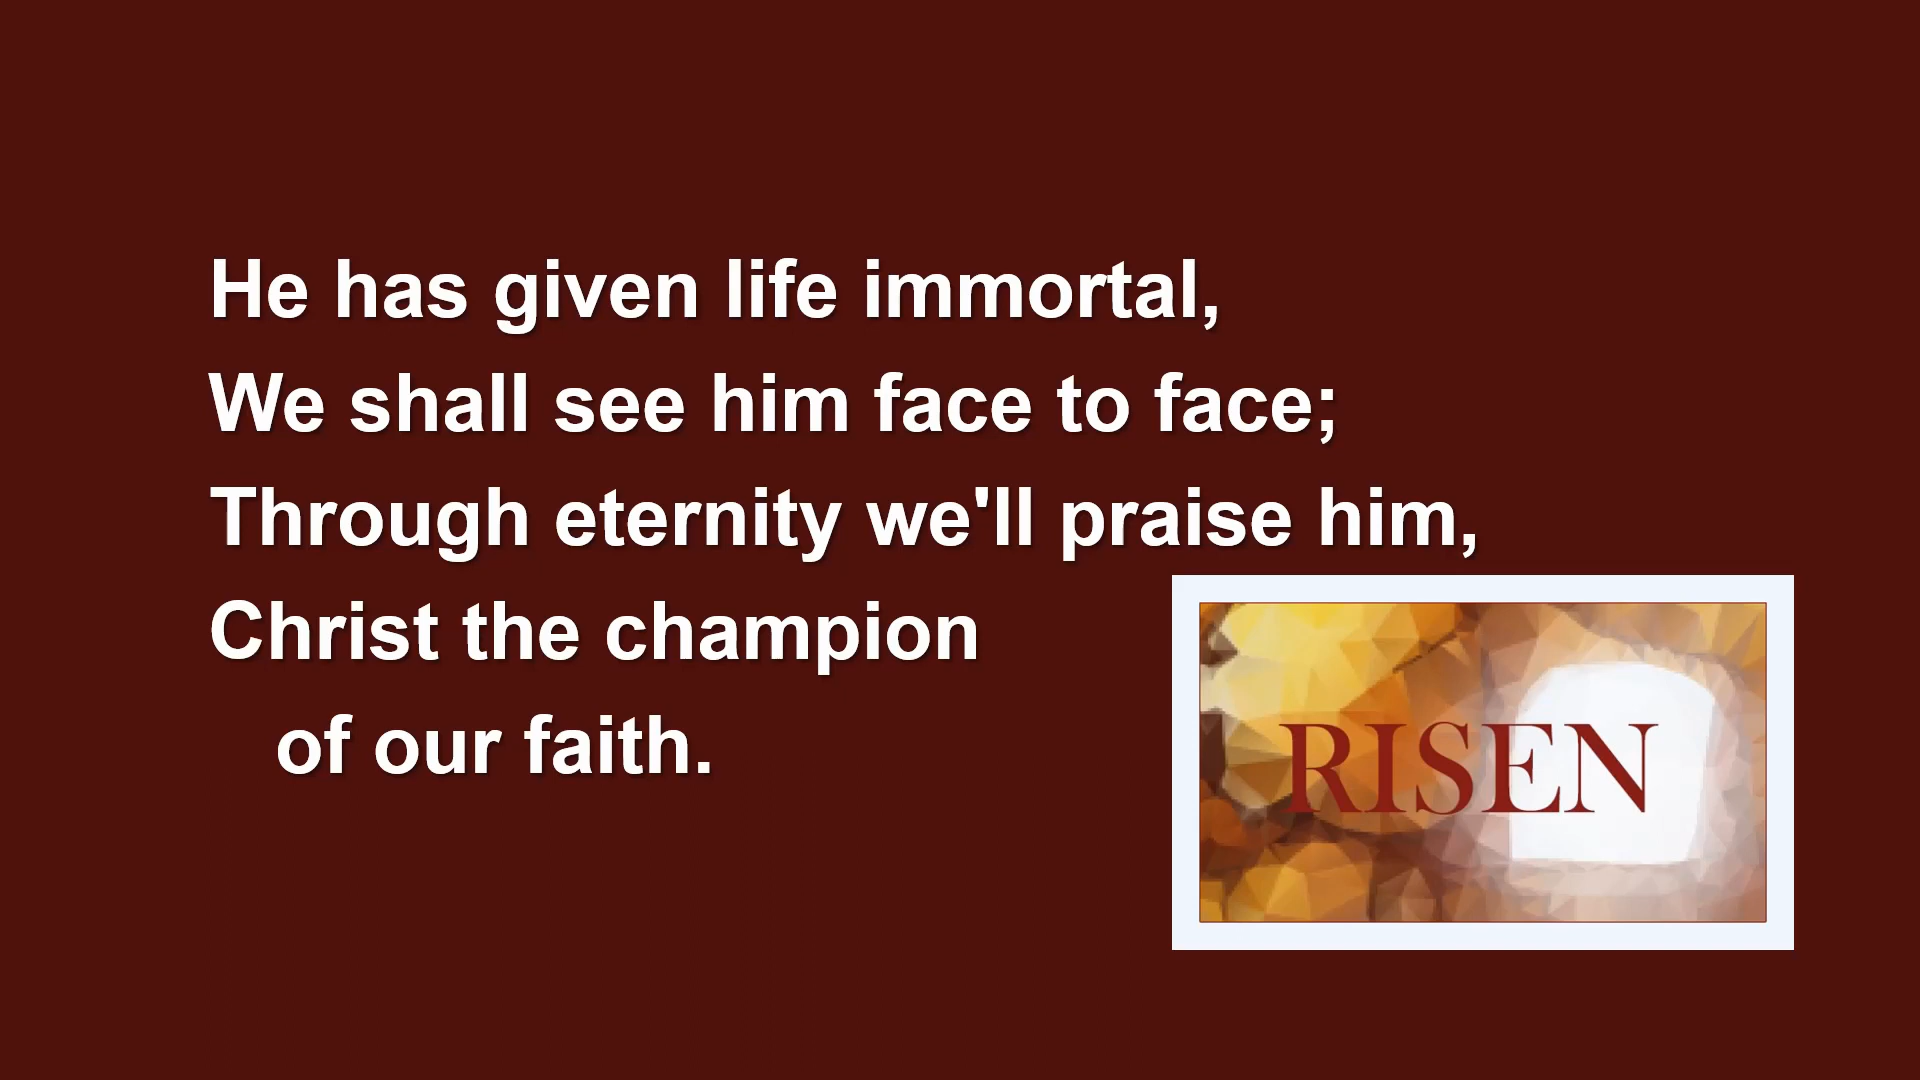 He has given life immortal,
We shall see him face to face;
Through eternity we'll praise him,
Christ the champion
of our faith.
RISEN